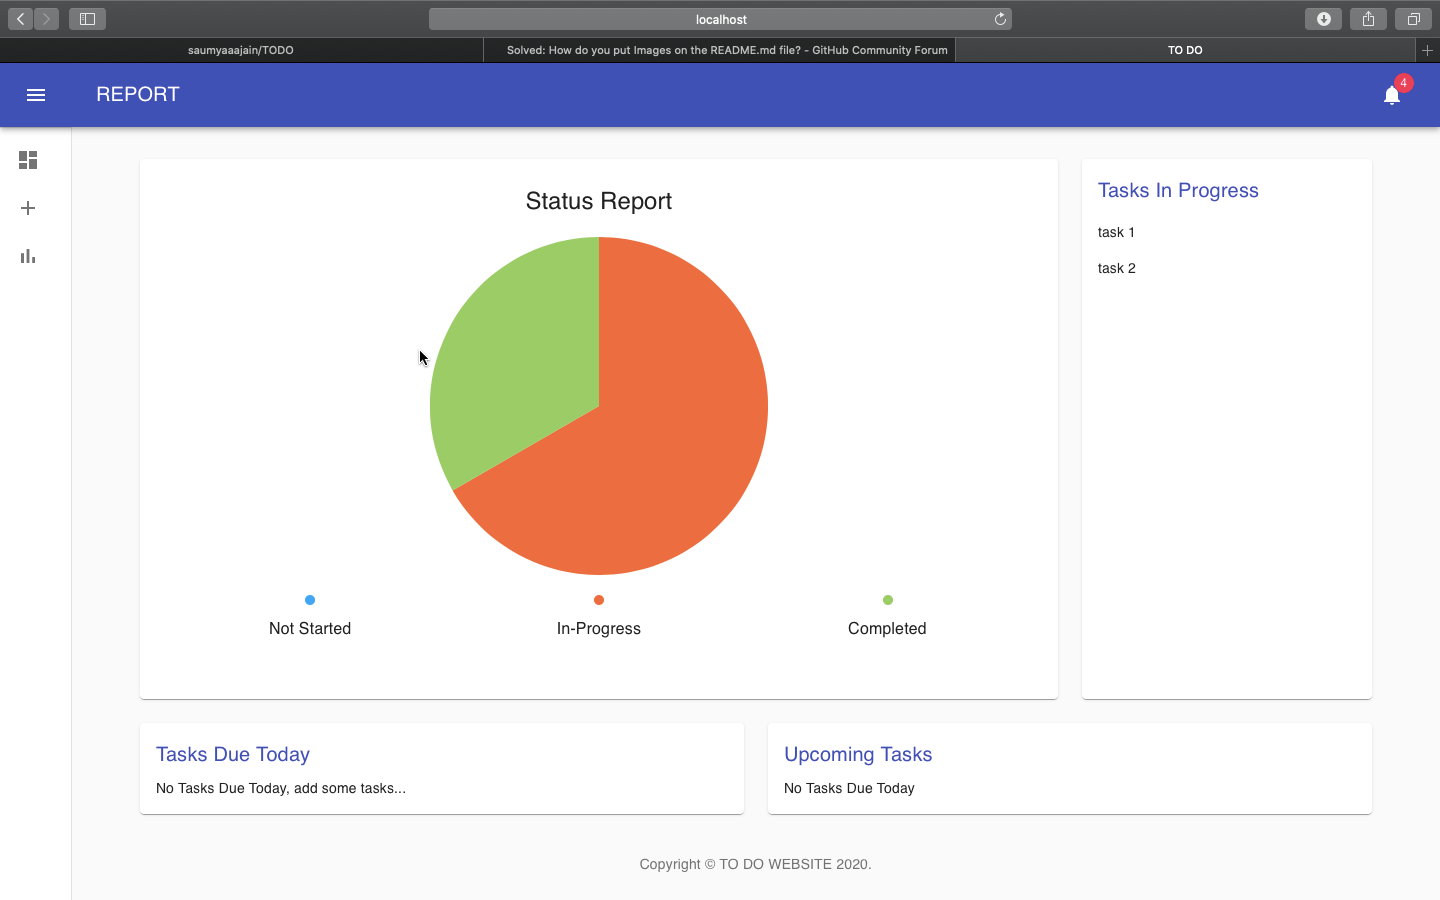 localhost
saumyaaajain/TODO
Solved: How do you put Images on the README.md file? - GitHub Community Forum
TO DO
REPORT
4
Status Report
Not Started
In-Progress
Completed
Tasks In Progress
task 1
task 2
Tasks Due Today
No Tasks Due Today, add some tasks...
Upcoming Tasks
No Tasks Due Today
Copyright © TO DO WEBSITE 2020.